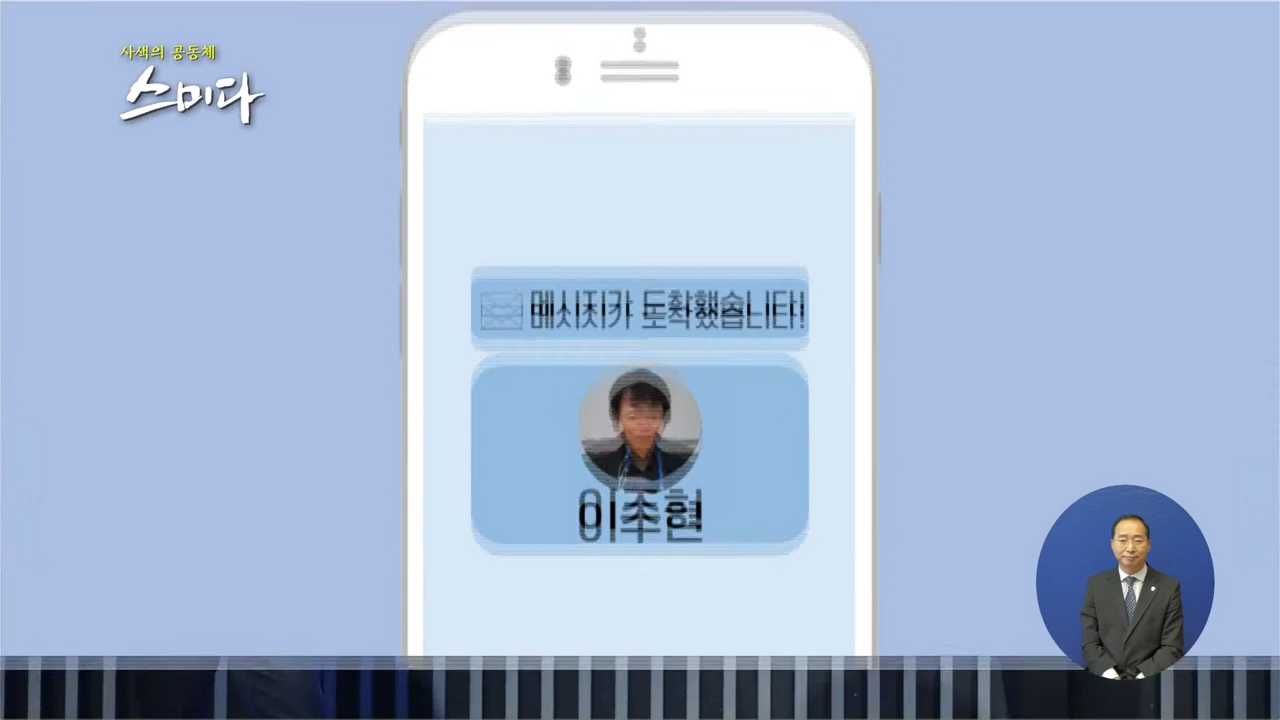 사색의 공동체
스미다
메시지가 도착했습니다!
이주현